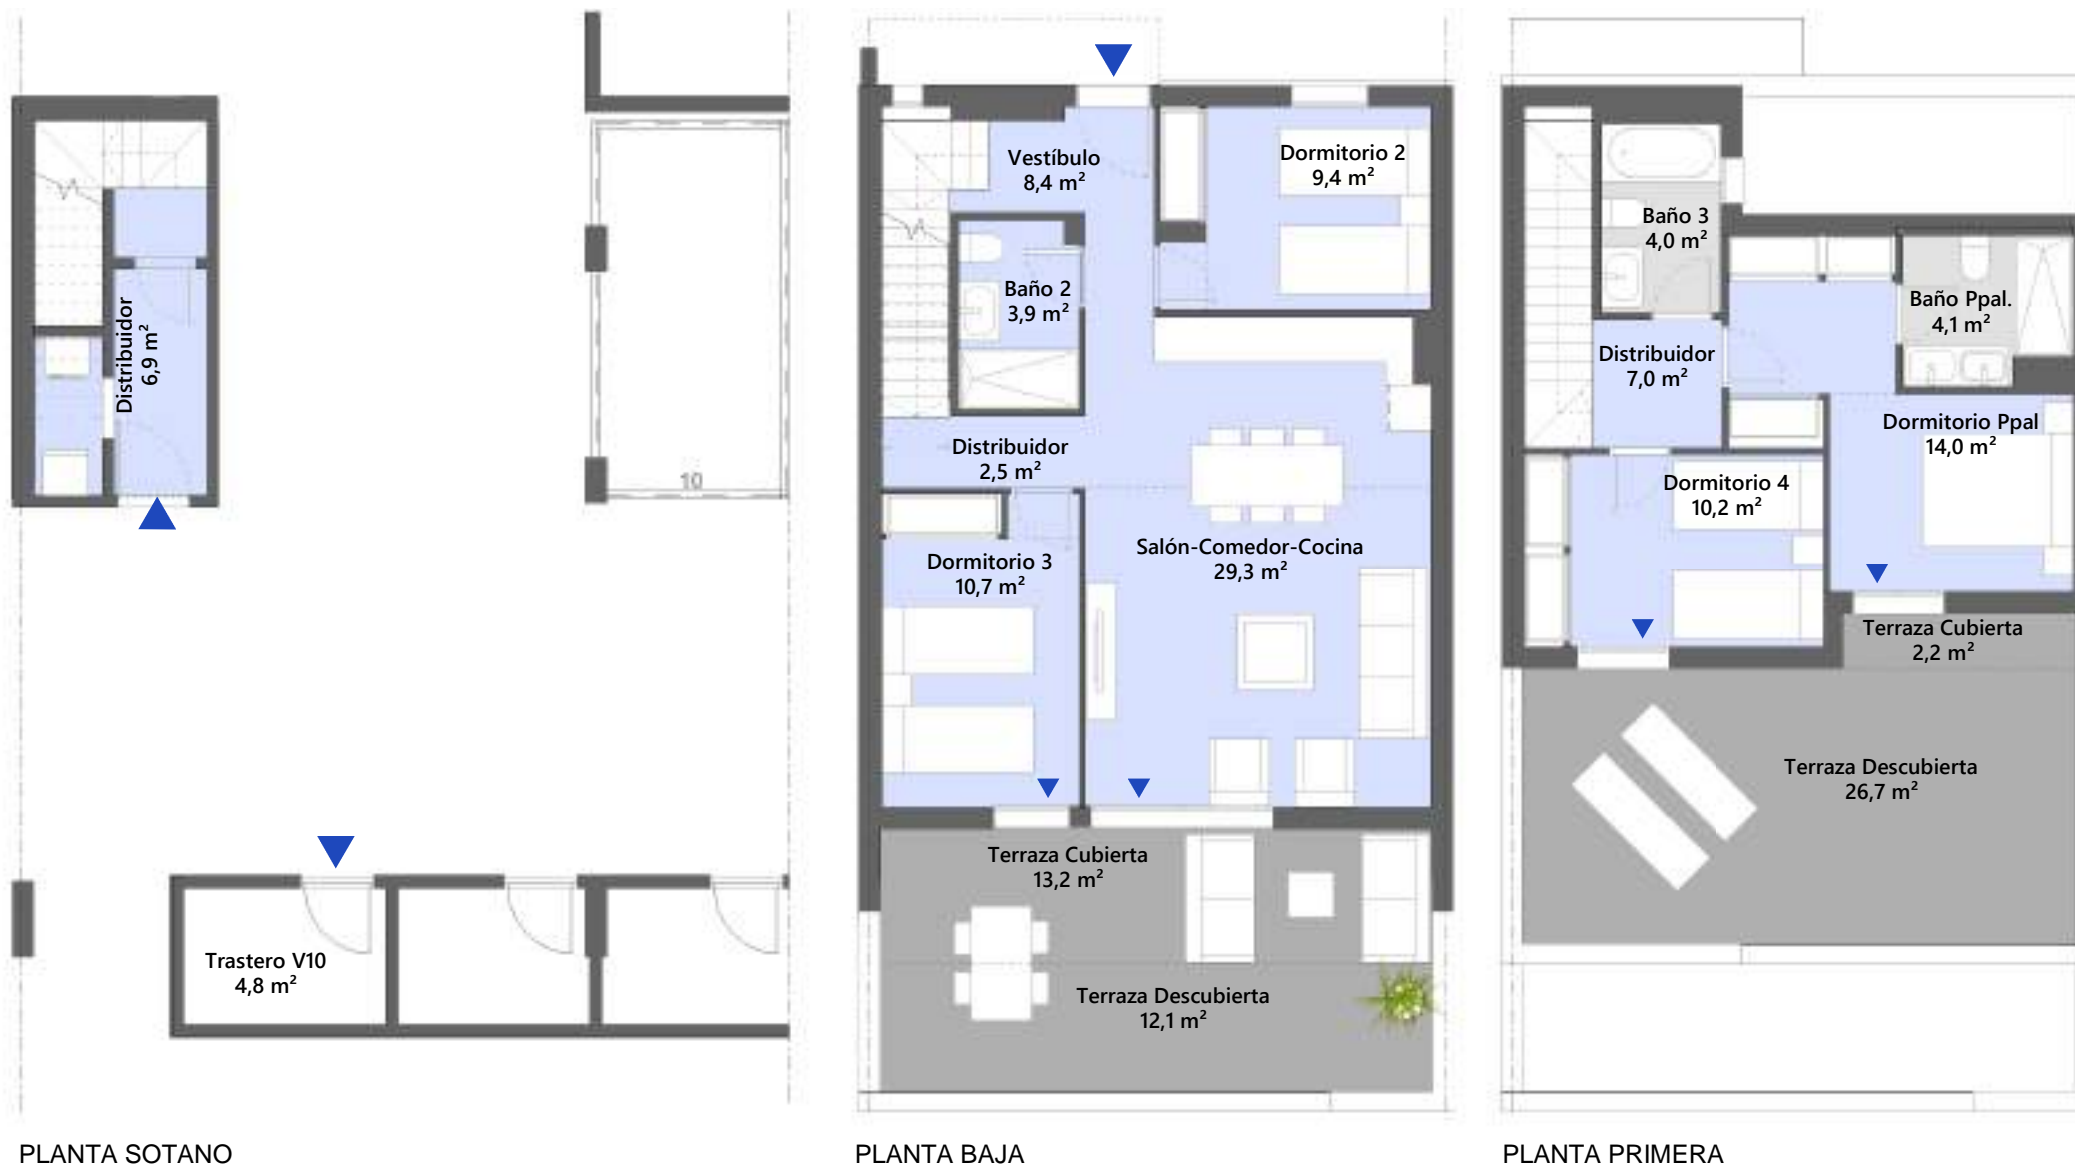 Distribuidor
6,9 m²
10
Trastero V10
4,8 m²
PLANTA SOTANO
Vestíbulo
8,4 m²
Dormitorio 2
9,4 m²
Baño 2
3,9 m²
Distribuidor
2,5 m²
Salón-Comedor-Cocina
29,3 m²
Dormitorio 3
10,7 m²
Terraza Cubierta
13,2 m²
Terraza Descubierta
12,1 m²
PLANTA BAJA
Baño 3
4,0 m²
Baño Ppal.
4,1 m²
Distribuidor
7,0 m²
Dormitorio Ppal
14,0 m²
Dormitorio 4
10,2 m²
Terraza Cubierta
2,2 m²
Terraza Descubierta
26,7 m²
PLANTA PRIMERA